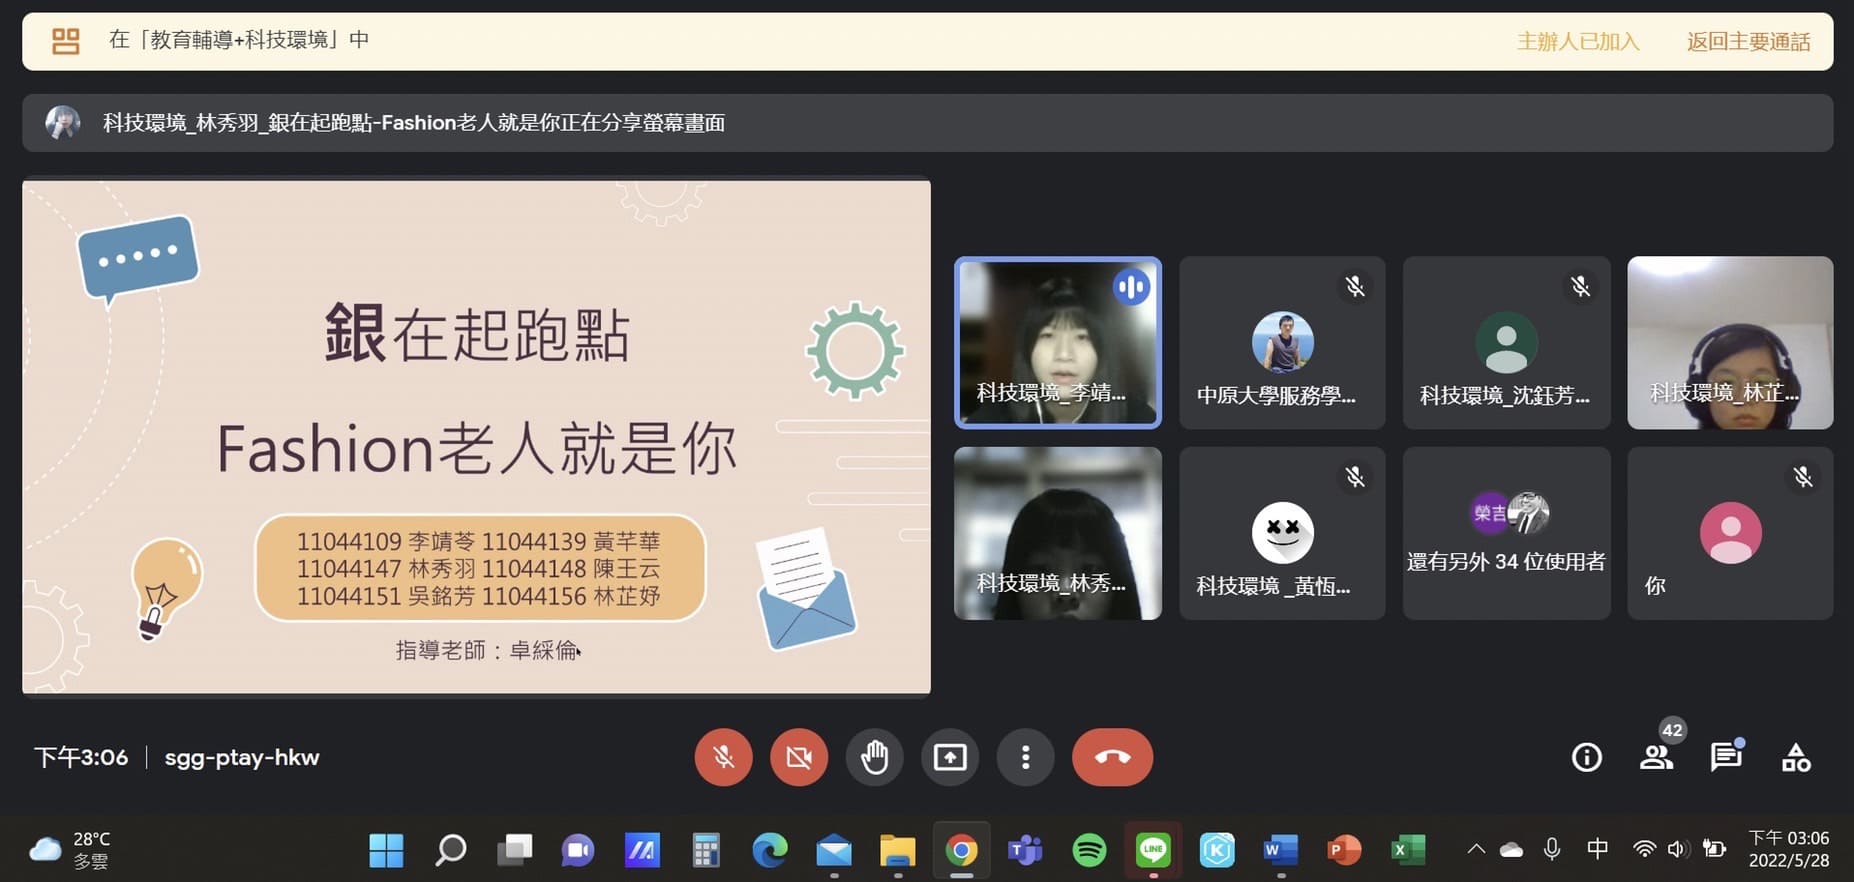 在「教育輔導+科技環境」中
主辦人已加入
返回主要通話
科技環境_林秀羽_銀在起跑點-Fashion老人就是你正在分享螢幕畫面
銀在起跑點
Fashion老人就是你
11044109 李靖苓 11044139 黃芊華
11044147 林秀羽 11044148 陳王云
11044151 吳銘芳 11044156 林芷妤
指導老師：卓綵倫
科技環境_李靖...
中原大學服務學...
科技環境_沈鈺芳...
科技環境_林芷...
科技環境_林秀...
科技環境 _黃恆...
榮吉
還有另外 34 位使用者
你
下午3:06
sgg-ptay-hkw
42
28°C
多雲
LINE
中
下午 03:06
2022/5/28